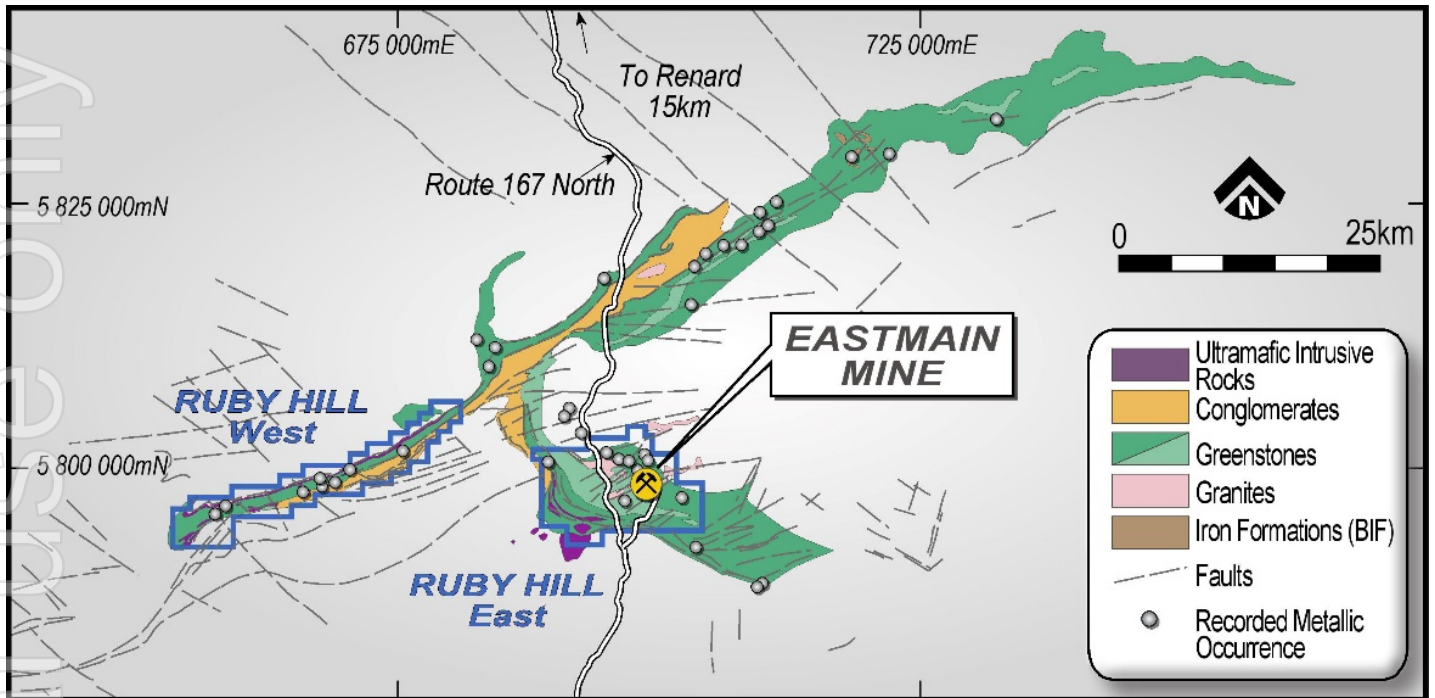 675 000mE
725 000mE
To Renard
15km
Route 167 North
5 825 000mN
N
0 25km
EASTMAIN
MINE
RUBY HILL
West
5 800 000mN
RUBY HILL
East
Ultramafic Intrusive
Rocks
Conglomerates
Greenstones
Granites
Iron Formations (BIF)
Faults
Recorded Metallic
Occurrence
use only